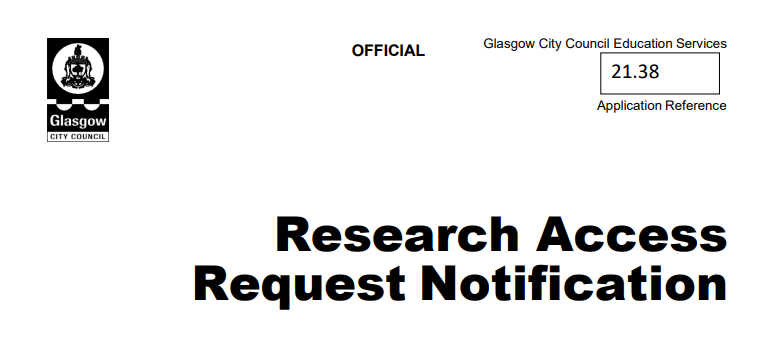 OFFICIAL
Glasgow City Council Education Services
21.38
Application Reference
Glasgow
CITY COUNCIL
Research Access
Request Notification